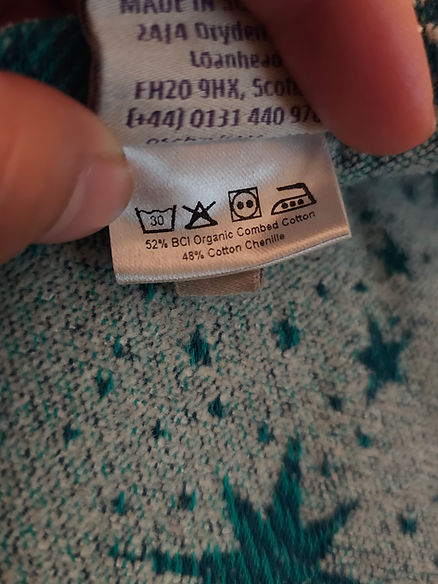 MADE IN
24/4 Dryden
Loanhead
EH20 9HX,
(+44) 0131 440
30
52% BCI Organic Combed Cotton
48% Cotton Chenille